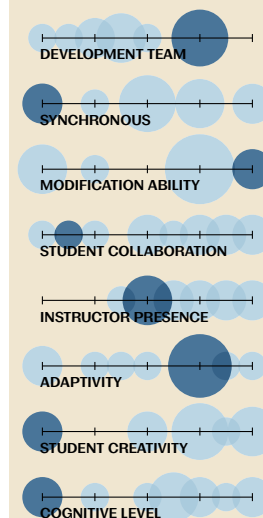 DEVELOPMENT TEAM
SYNCHRONOUS
MODIFICATION ABILITY
STUDENT COLLABORATION
INSTRUCTOR PRESENCE
ADAPTIVITY
STUDENT CREATIVITY
COGNITIVE LEVEL